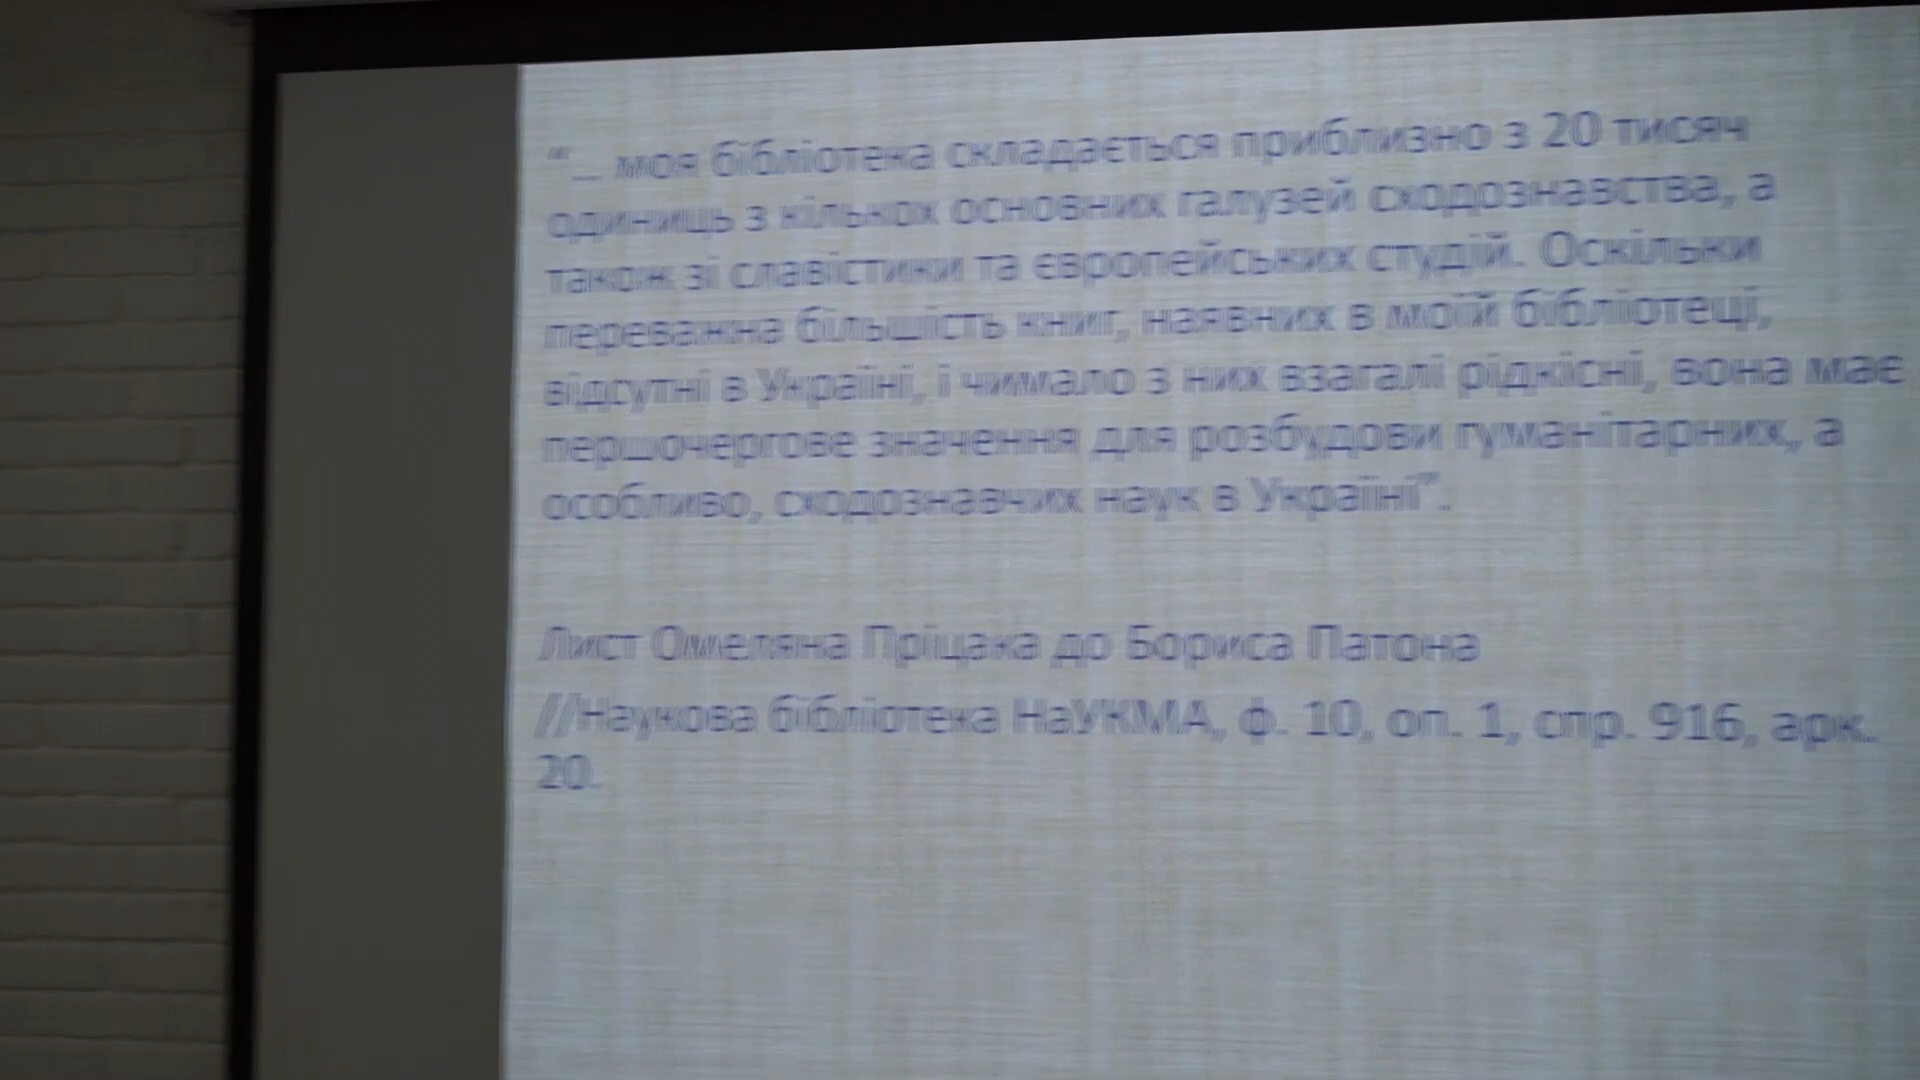 “... моя бібліотека складається приблизно з 20 тисяч
одиниць з кількох основних галузей сходознавства, а
також зі славістики та європейських студій. Оскільки
переважна більшість книг, наявних в моїй бібліотеці,
відсутні в Україні, і чимало з них взагалі рідкісні, вона має
першочергове значення для розбудови гуманітарних, а
особливо, сходознавчих наук в Україні”.
Лист Омеляна Пріцака до Бориса Патона
//Наукова бібліотека НаУКМА, ф. 10, оп. 1, спр. 916, арк.
20.